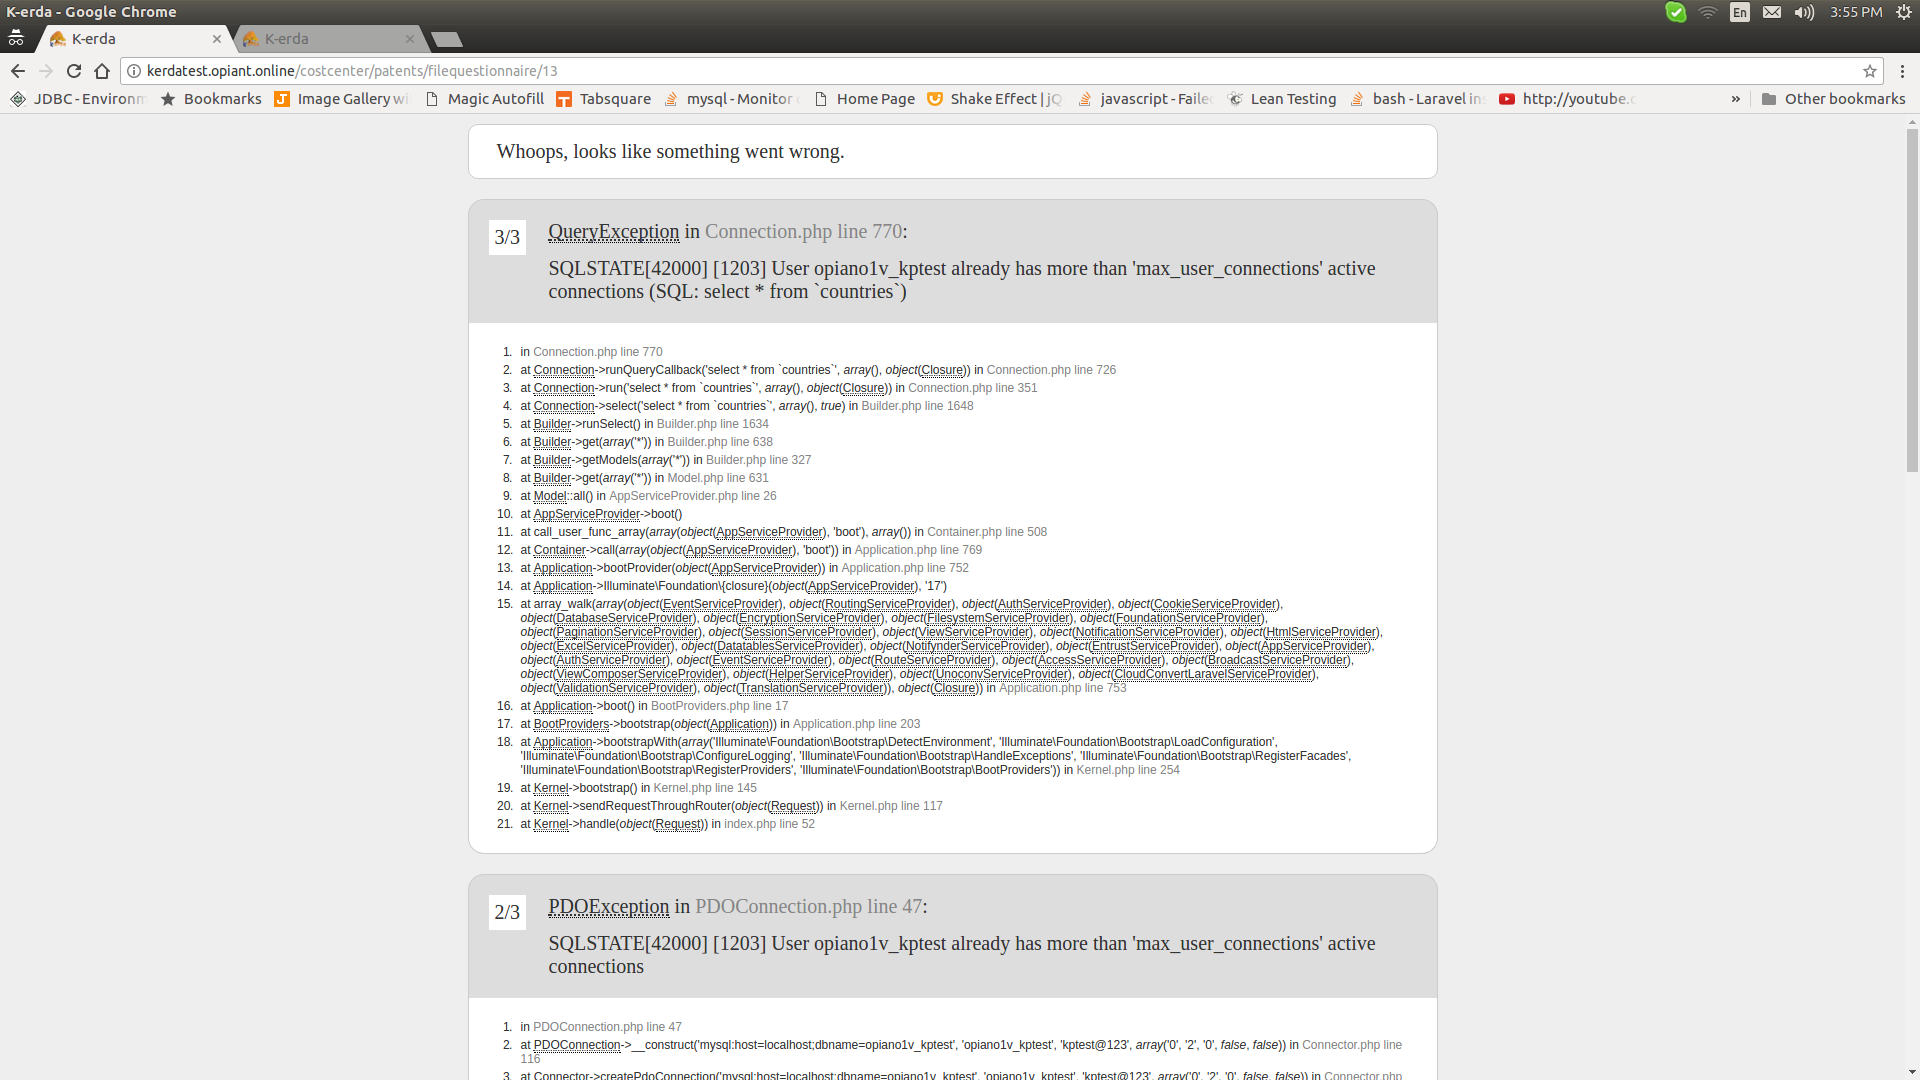 K-erda - Google Chrome
En
3:55 PM
K-erda
K-erda
kerdatest.opiant.online/costcenter/patents/filequestionnaire/13
JDBC - Environm
Bookmarks
Image Gallery wi
Magic Autofill
Tabsquare
mysql - Monitor
Home Page
Shake Effect | jQ
javascript - Failed
Lean Testing
bash - Laravel in
http://youtube.c
»
Other bookmarks
Whoops, looks like something went wrong.
3/3
QueryException in Connection.php line 770:
SQLSTATE[42000] [1203] User opiano1v_kptest already has more than 'max_user_connections' active
connections (SQL: select * from `countries`)
1. in Connection.php line 770
2. at Connection->runQueryCallback('select * from `countries`', array(), object(Closure)) in Connection.php line 726
3. at Connection->run('select * from `countries`', array(), object(Closure)) in Connection.php line 351
4. at Connection->select('select * from `countries`', array(), true) in Builder.php line 1648
5. at Builder->runSelect() in Builder.php line 1634
6. at Builder->get(array('*')) in Builder.php line 638
7. at Builder->getModels(array('*')) in Builder.php line 327
8. at Builder->get(array('*')) in Model.php line 631
9. at Model::all() in AppServiceProvider.php line 26
10. at AppServiceProvider->boot()
11. at call_user_func_array(array(object(AppServiceProvider), 'boot'), array()) in Container.php line 508
12. at Container->call(array(object(AppServiceProvider), 'boot')) in Application.php line 769
13. at Application->bootProvider(object(AppServiceProvider)) in Application.php line 752
14. at Application->Illuminate\Foundation\{closure}(object(AppServiceProvider), '17')
15. at array_walk(array(object(EventServiceProvider), object(RoutingServiceProvider), object(AuthServiceProvider), object(CookieServiceProvider),
object(DatabaseServiceProvider), object(EncryptionServiceProvider), object(FilesystemServiceProvider), object(FoundationServiceProvider),
object(PaginationServiceProvider), object(SessionServiceProvider), object(ViewServiceProvider), object(NotificationServiceProvider), object(HtmlServiceProvider),
object(ExcelServiceProvider), object(DatatablesServiceProvider), object(NotifynderServiceProvider), object(EntrustServiceProvider), object(AppServiceProvider),
object(AuthServiceProvider), object(EventServiceProvider), object(RouteServiceProvider), object(AccessServiceProvider), object(BroadcastServiceProvider),
object(ViewComposerServiceProvider), object(HelperServiceProvider), object(UnoconvServiceProvider), object(CloudConvertLaravelServiceProvider),
object(ValidationServiceProvider), object(TranslationServiceProvider)), object(Closure)) in Application.php line 753
16. at Application->boot() in BootProviders.php line 17
17. at BootProviders->bootstrap(object(Application)) in Application.php line 203
18. at Application->bootstrapWith(array('Illuminate\Foundation\Bootstrap\DetectEnvironment', 'Illuminate\Foundation\Bootstrap\LoadConfiguration',
'Illuminate\Foundation\Bootstrap\ConfigureLogging', 'Illuminate\Foundation\Bootstrap\HandleExceptions', 'Illuminate\Foundation\Bootstrap\RegisterFacades',
'Illuminate\Foundation\Bootstrap\RegisterProviders', 'Illuminate\Foundation\Bootstrap\BootProviders')) in Kernel.php line 254
19. at Kernel->bootstrap() in Kernel.php line 145
20. at Kernel->sendRequestThroughRouter(object(Request)) in Kernel.php line 117
21. at Kernel->handle(object(Request)) in index.php line 52
2/3
PDOException in PDOConnection.php line 47:
SQLSTATE[42000] [1203] User opiano1v_kptest already has more than 'max_user_connections' active
connections
1. in PDOConnection.php line 47
2. at PDOConnection->__construct('mysql:host=localhost;dbname=opiano1v_kptest', 'opiano1v_kptest', 'kptest@123', array('0', '2', '0', false, false)) in Connector.php line
116
3. at Connector->createPdoConnection('mysql:host=localhost;dbname=opiano1v_kptest', 'opiano1v_kptest', 'kptest@123', array('0', '2', '0', false, false)) in Connector.php